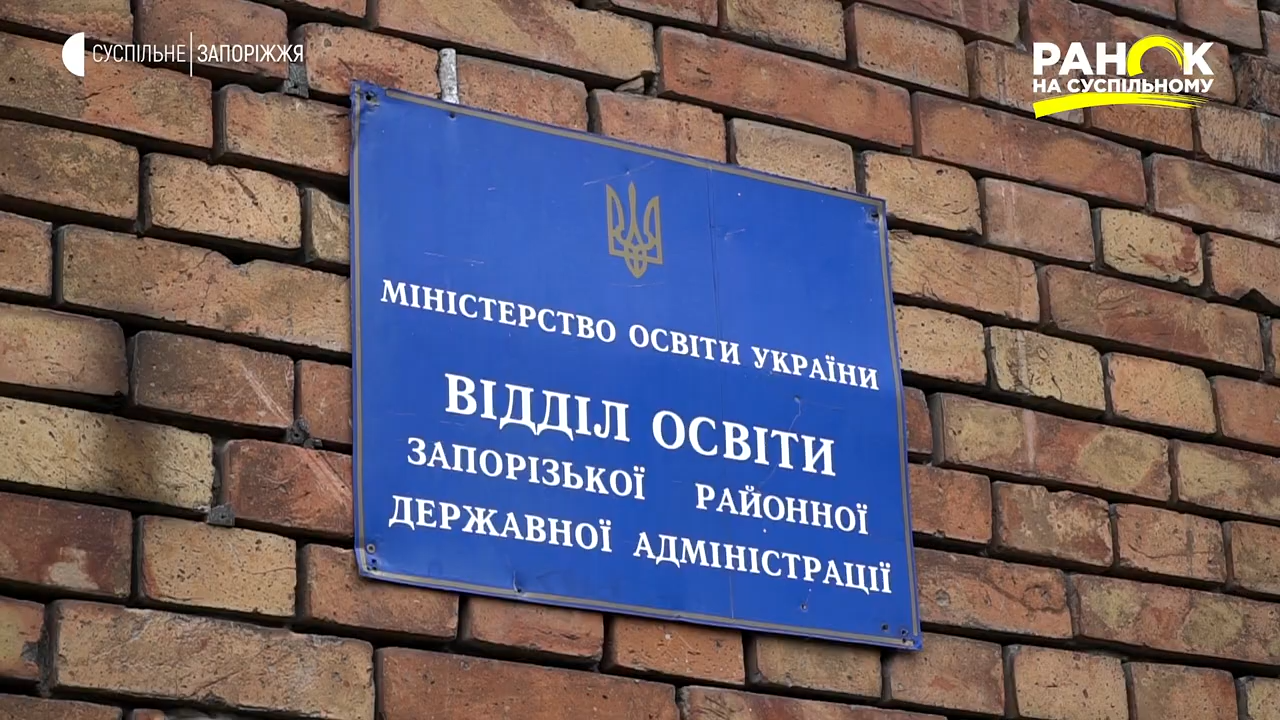 СУСПІЛЬНЕ ЗАПОРІЖЖЯ
РАНОК
НА СУСПІЛЬНОМУ
МІНІСТЕРСТВО ОСВІТИ УКРАЇНИ
ВІДДІЛ ОСВІТИ
ЗАПОРІЗЬКОЇ РАЙОННОЇ
ДЕРЖАВНОЇ АДМІНІСТРАЦІЇ